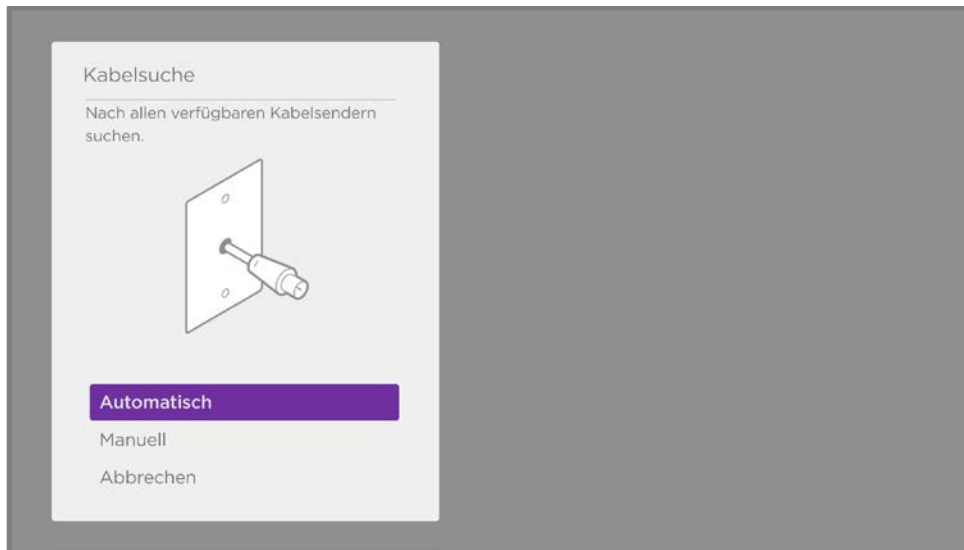 Kabelsuche
Nach allen verfügbaren Kabelsendern
suchen.
Automatisch
Manuell
Abbrechen